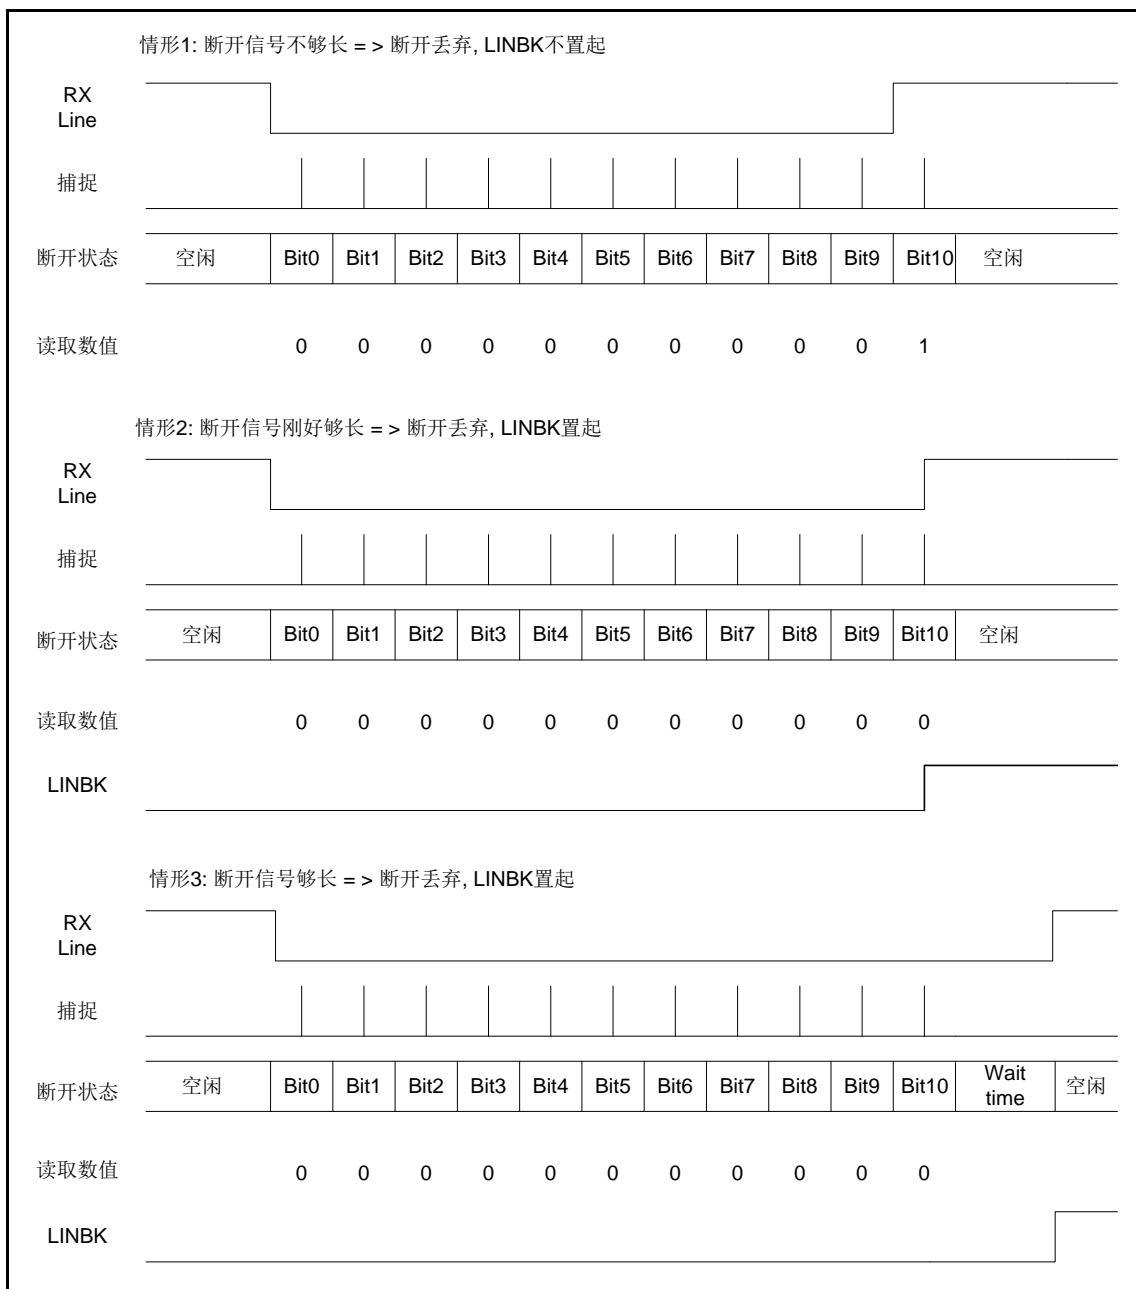 情形1: 断开信号不够长 = > 断开丢弃, LINBK不置起
RX
Line
捕捉
断开状态 空闲 Bit0 Bit1 Bit2 Bit3 Bit4 Bit5 Bit6 Bit7 Bit8 Bit9 Bit10 空闲
读取数值 0 0 0 0 0 0 0 0 0 0 1
情形2: 断开信号刚好够长 = > 断开丢弃, LINBK置起
RX
Line
捕捉
断开状态 空闲 Bit0 Bit1 Bit2 Bit3 Bit4 Bit5 Bit6 Bit7 Bit8 Bit9 Bit10 空闲
读取数值 0 0 0 0 0 0 0 0 0 0 0
LINBK
情形3: 断开信号够长 = > 断开丢弃, LINBK置起
RX
Line
捕捉
断开状态 空闲 Bit0 Bit1 Bit2 Bit3 Bit4 Bit5 Bit6 Bit7 Bit8 Bit9 Bit10 Wait time 空闲
读取数值 0 0 0 0 0 0 0 0 0 0 0
LINBK